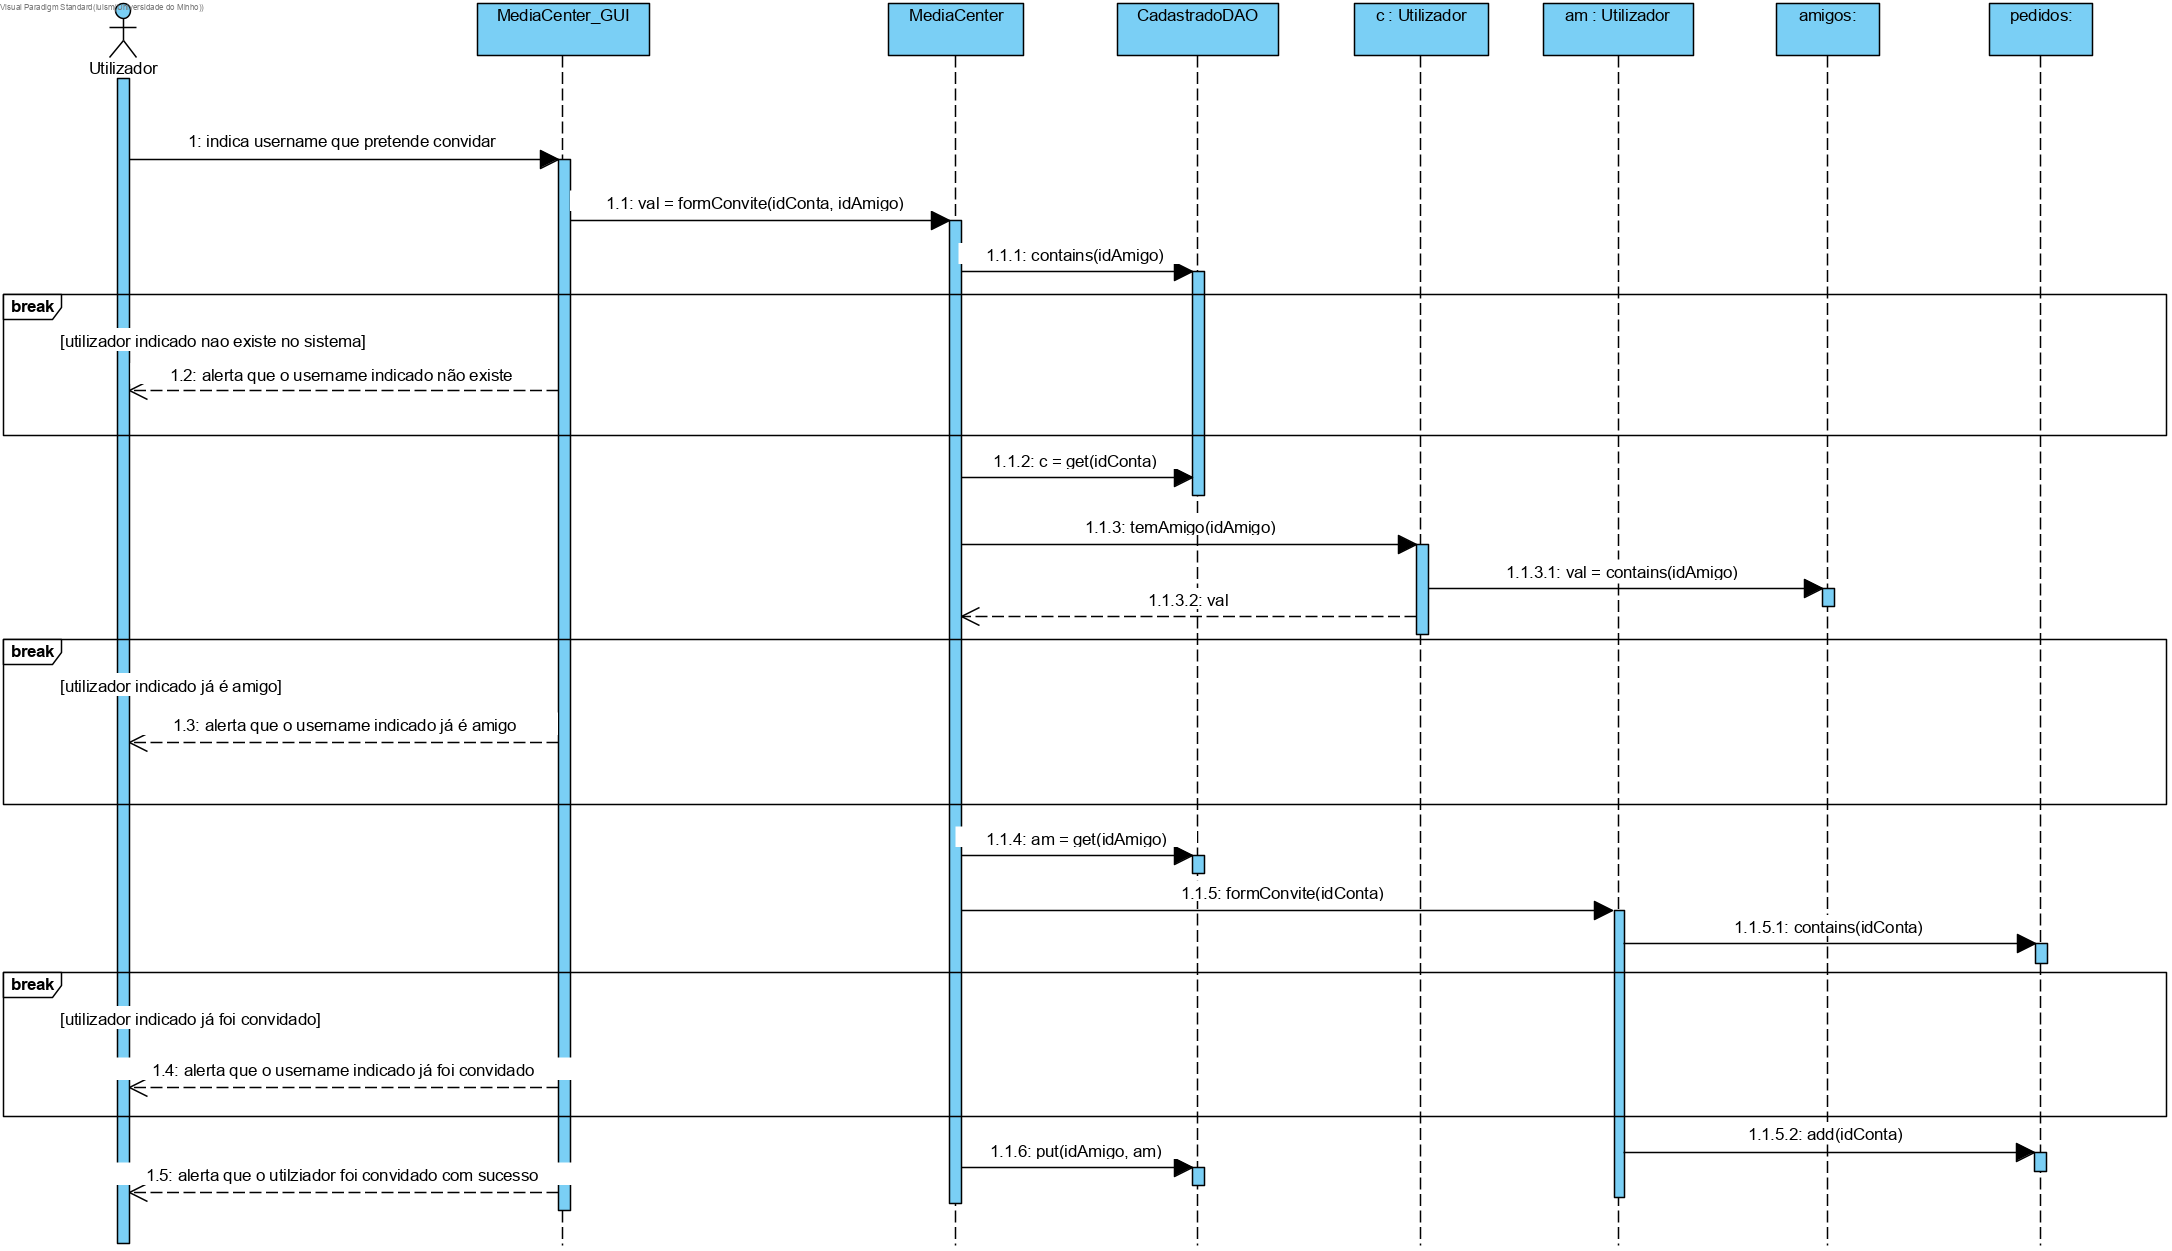 Visual Paradigm Standard(luism(Universidade do Minho))
MediaCenter_GUI
MediaCenter
CadastradoDAO
c : Utilizador
am : Utilizador
amigos:
pedidos:
Utilizador
1: indica username que pretende convidar
1.1: val = formConvite(idConta, idAmigo)
1.1.1: contains(idAmigo)
break
[utilizador indicado nao existe no sistema]
1.2: alerta que o username indicado não existe
1.1.2: c = get(idConta)
1.1.3: temAmigo(idAmigo)
1.1.3.1: val = contains(idAmigo)
1.1.3.2: val
break
[utilizador indicado já é amigo]
1.3: alerta que o username indicado já é amigo
1.1.4: am = get(idAmigo)
1.1.5: formConvite(idConta)
1.1.5.1: contains(idConta)
break
[utilizador indicado já foi convidado]
1.4: alerta que o username indicado já foi convidado
1.1.5.2: add(idConta)
1.1.6: put(idAmigo, am)
1.5: alerta que o utilziador foi convidado com sucesso